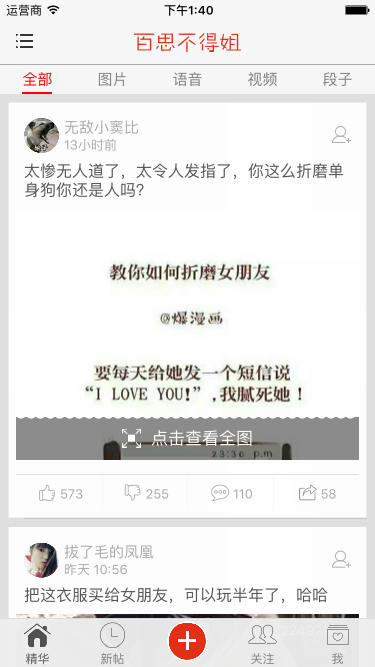 运营商 下午1:40
百思不得姐
全部 图片 语音 视频 段子
无敌小窦比
13小时前
太惨无人道了，太令人发指了，你这么折磨单
身狗你还是人吗？
教你如何折磨女朋友
@爆漫画
要每天给她发一个短信说
“I LOVE YOU!”,我腻死她！
点击查看全图
23:30 p.m
573 255 110 58
拔了毛的凤凰
昨天 10:56
把这衣服买给女朋友，可以玩半年了，哈哈
精华 新帖 关注 我